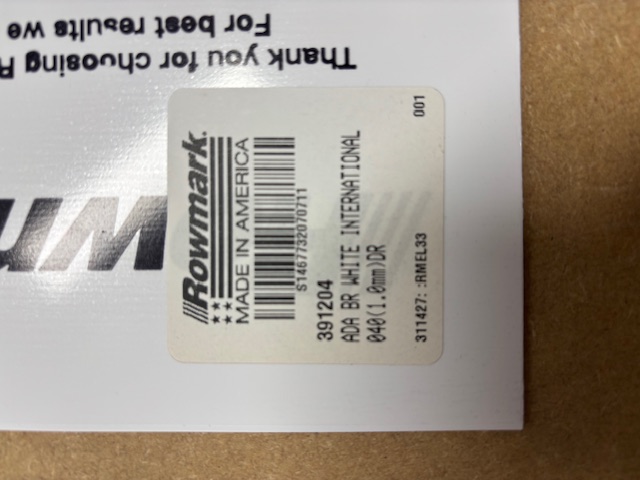 Thank you for choosing R
For best results we
Rowmark.
MADE IN AMERICA
S1467732070711
391204
ADA BR WHITE INTERNATIONAL
040(1.0mm)DR
311427: :RMEL33 001